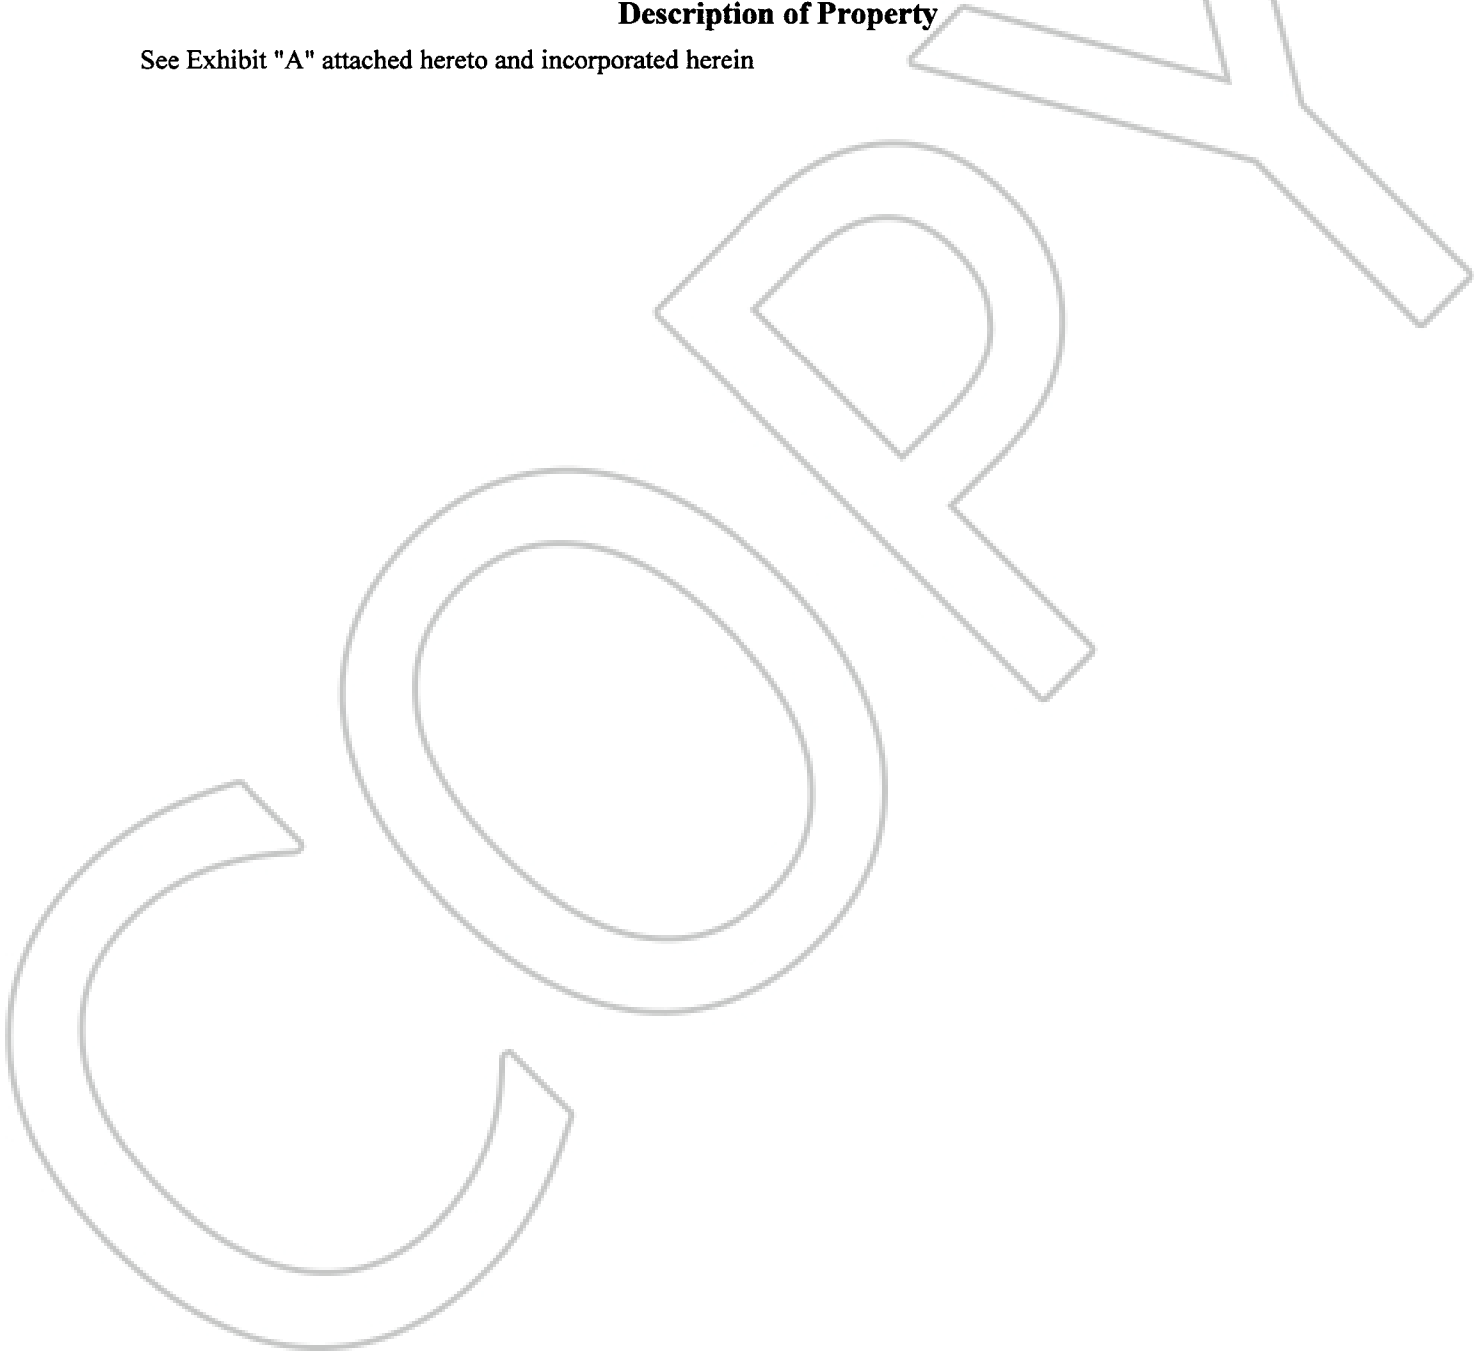 Description of Property
See Exhibit "A" attached hereto and incorporated herein
COPY